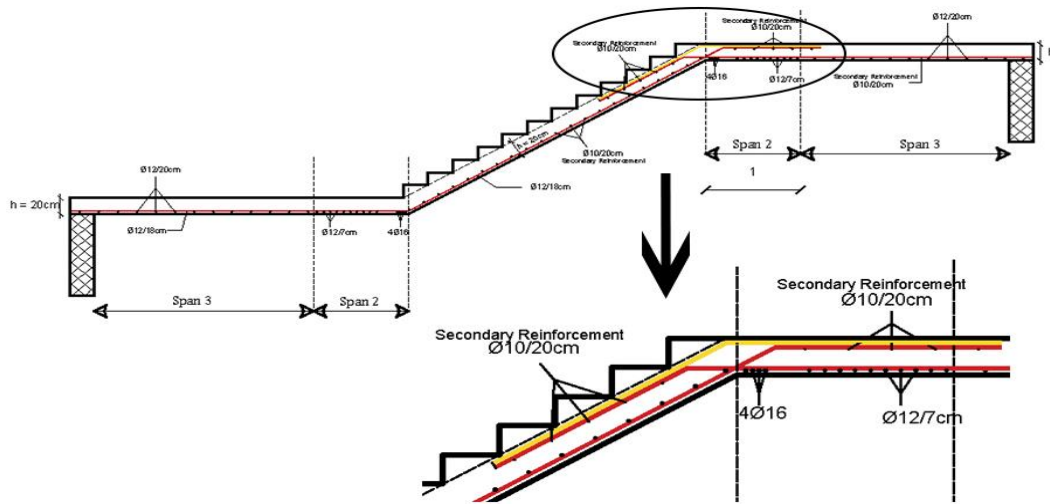 Secondary Reinforcement
Ø10/20cm
Ø12/20cm
Secondary Reinforcement
Ø10/20cm
4Ø16
Ø12/7cm
Secondary Reinforcement
Ø10/20cm
h = 20cm
Ø10/20cm
Secondary Reinforcement
Span 2
Span 3
1
Ø12/20cm
Ø12/18cm
h = 20cm
Ø12/18cm
Ø12/7cm
4Ø16
Span 3
Span 2
Secondary Reinforcement
Ø10/20cm
Secondary Reinforcement
Ø10/20cm
4Ø16
Ø12/7cm